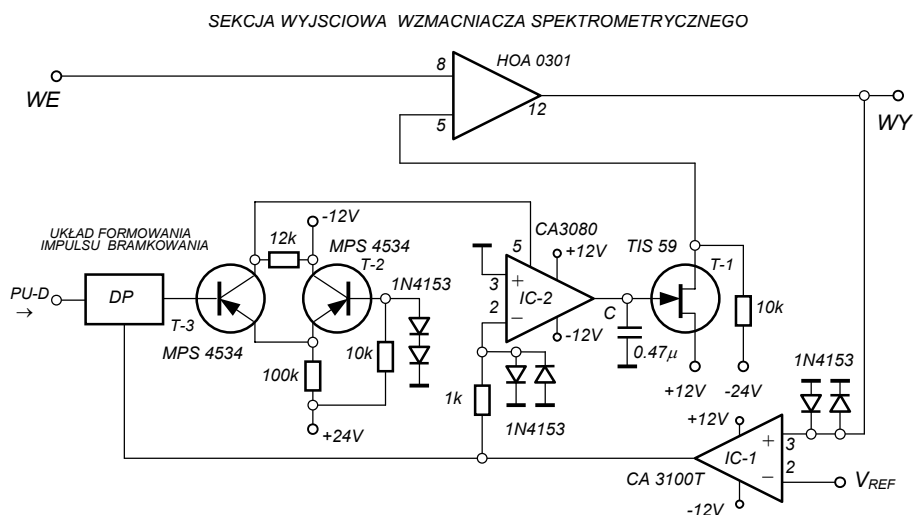 SEKCJA WYJSCIOWA WZMACNIACZA SPEKTROMETRYCZNEGO
HOA 0301
8
WE
12
WY
5
-12V
UKŁAD FORMOWANIA
IMPULSU BRAMKOWANIA
12k
MPS 4534
5
CA3080
+12V
TIS 59
T-2
1N4153
T-1
PU-D
→
DP
3
+
IC-2
2
−
C
10k
T-3
MPS 4534
10k
-12V
0.47µ
100k
1k
+12V
-24V
1N4153
1N4153
+24V
+12V
+
3
IC-1
2
−
CA 3100T
VREF
-12V